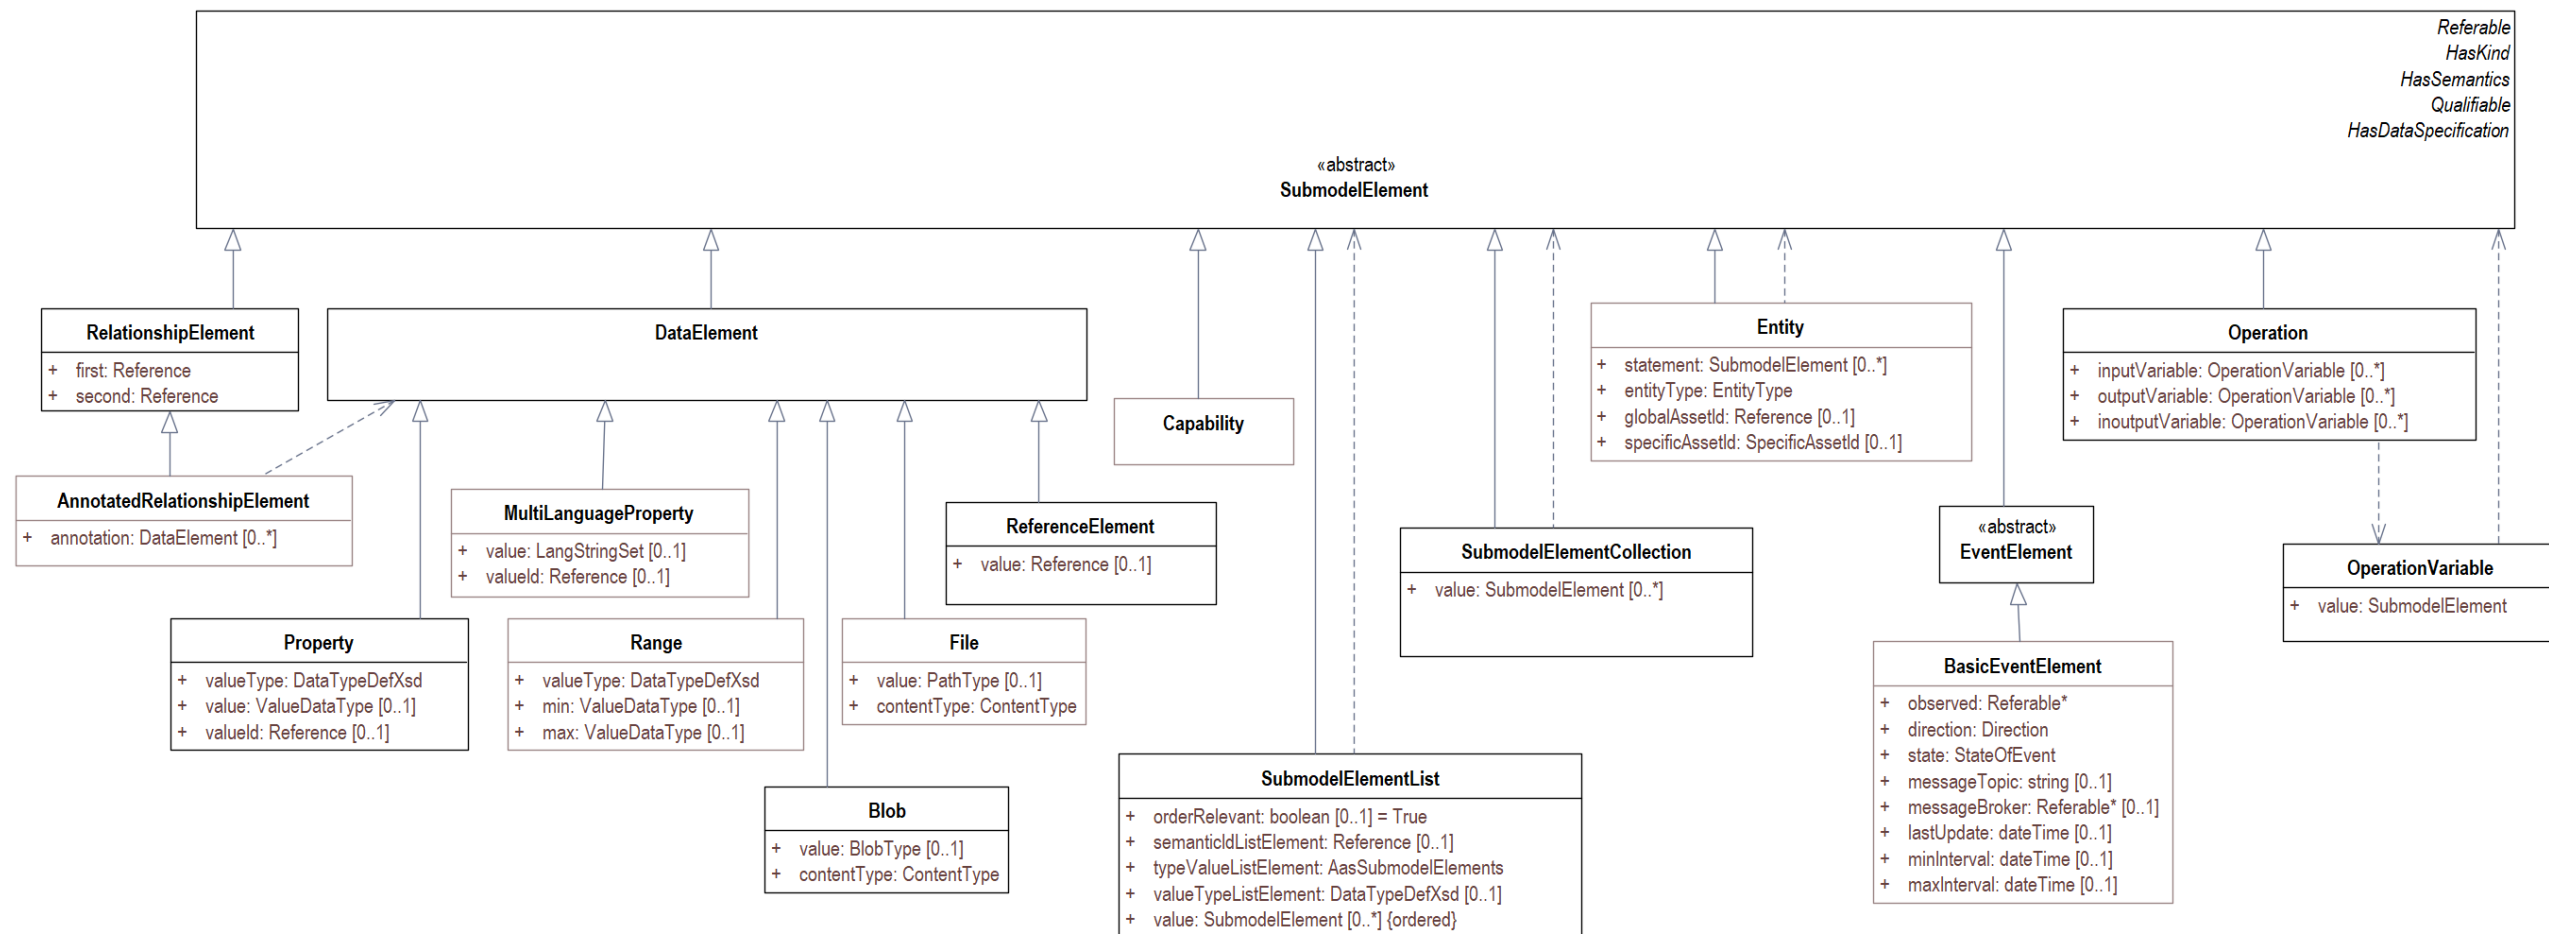 Referable
HasKind
HasSemantics
Qualifiable
HasDataSpecification
«abstract»
SubmodelElement
RelationshipElement
+ first: Reference
+ second: Reference
DataElement
Capability
Entity
+ statement: SubmodelElement [0..*]
+ entityType: EntityType
+ globalAssetId: Reference [0..1]
+ specificAssetId: SpecificAssetId [0..1]
Operation
+ inputVariable: OperationVariable [0..*]
+ outputVariable: OperationVariable [0..*]
+ inoutputVariable: OperationVariable [0..*]
AnnotatedRelationshipElement
+ annotation: DataElement [0..*]
MultiLanguageProperty
+ value: LangStringSet [0..1]
+ valueId: Reference [0..1]
ReferenceElement
+ value: Reference [0..1]
SubmodelElementCollection
+ value: SubmodelElement [0..*]
«abstract»
EventElement
OperationVariable
+ value: SubmodelElement
Property
+ valueType: DataTypeDefXsd
+ value: ValueDataType [0..1]
+ valueId: Reference [0..1]
Range
+ valueType: DataTypeDefXsd
+ min: ValueDataType [0..1]
+ max: ValueDataType [0..1]
File
+ value: PathType [0..1]
+ contentType: ContentType
BasicEventElement
+ observed: Referable*
+ direction: Direction
+ state: StateOfEvent
+ messageTopic: string [0..1]
+ messageBroker: Referable* [0..1]
+ lastUpdate: dateTime [0..1]
+ minInterval: dateTime [0..1]
+ maxInterval: dateTime [0..1]
Blob
+ value: BlobType [0..1]
+ contentType: ContentType
SubmodelElementList
+ orderRelevant: boolean [0..1] = True
+ semanticIdListElement: Reference [0..1]
+ typeValueListElement: AasSubmodelElements
+ valueTypeListElement: DataTypeDefXsd [0..1]
+ value: SubmodelElement [0..*] {ordered}